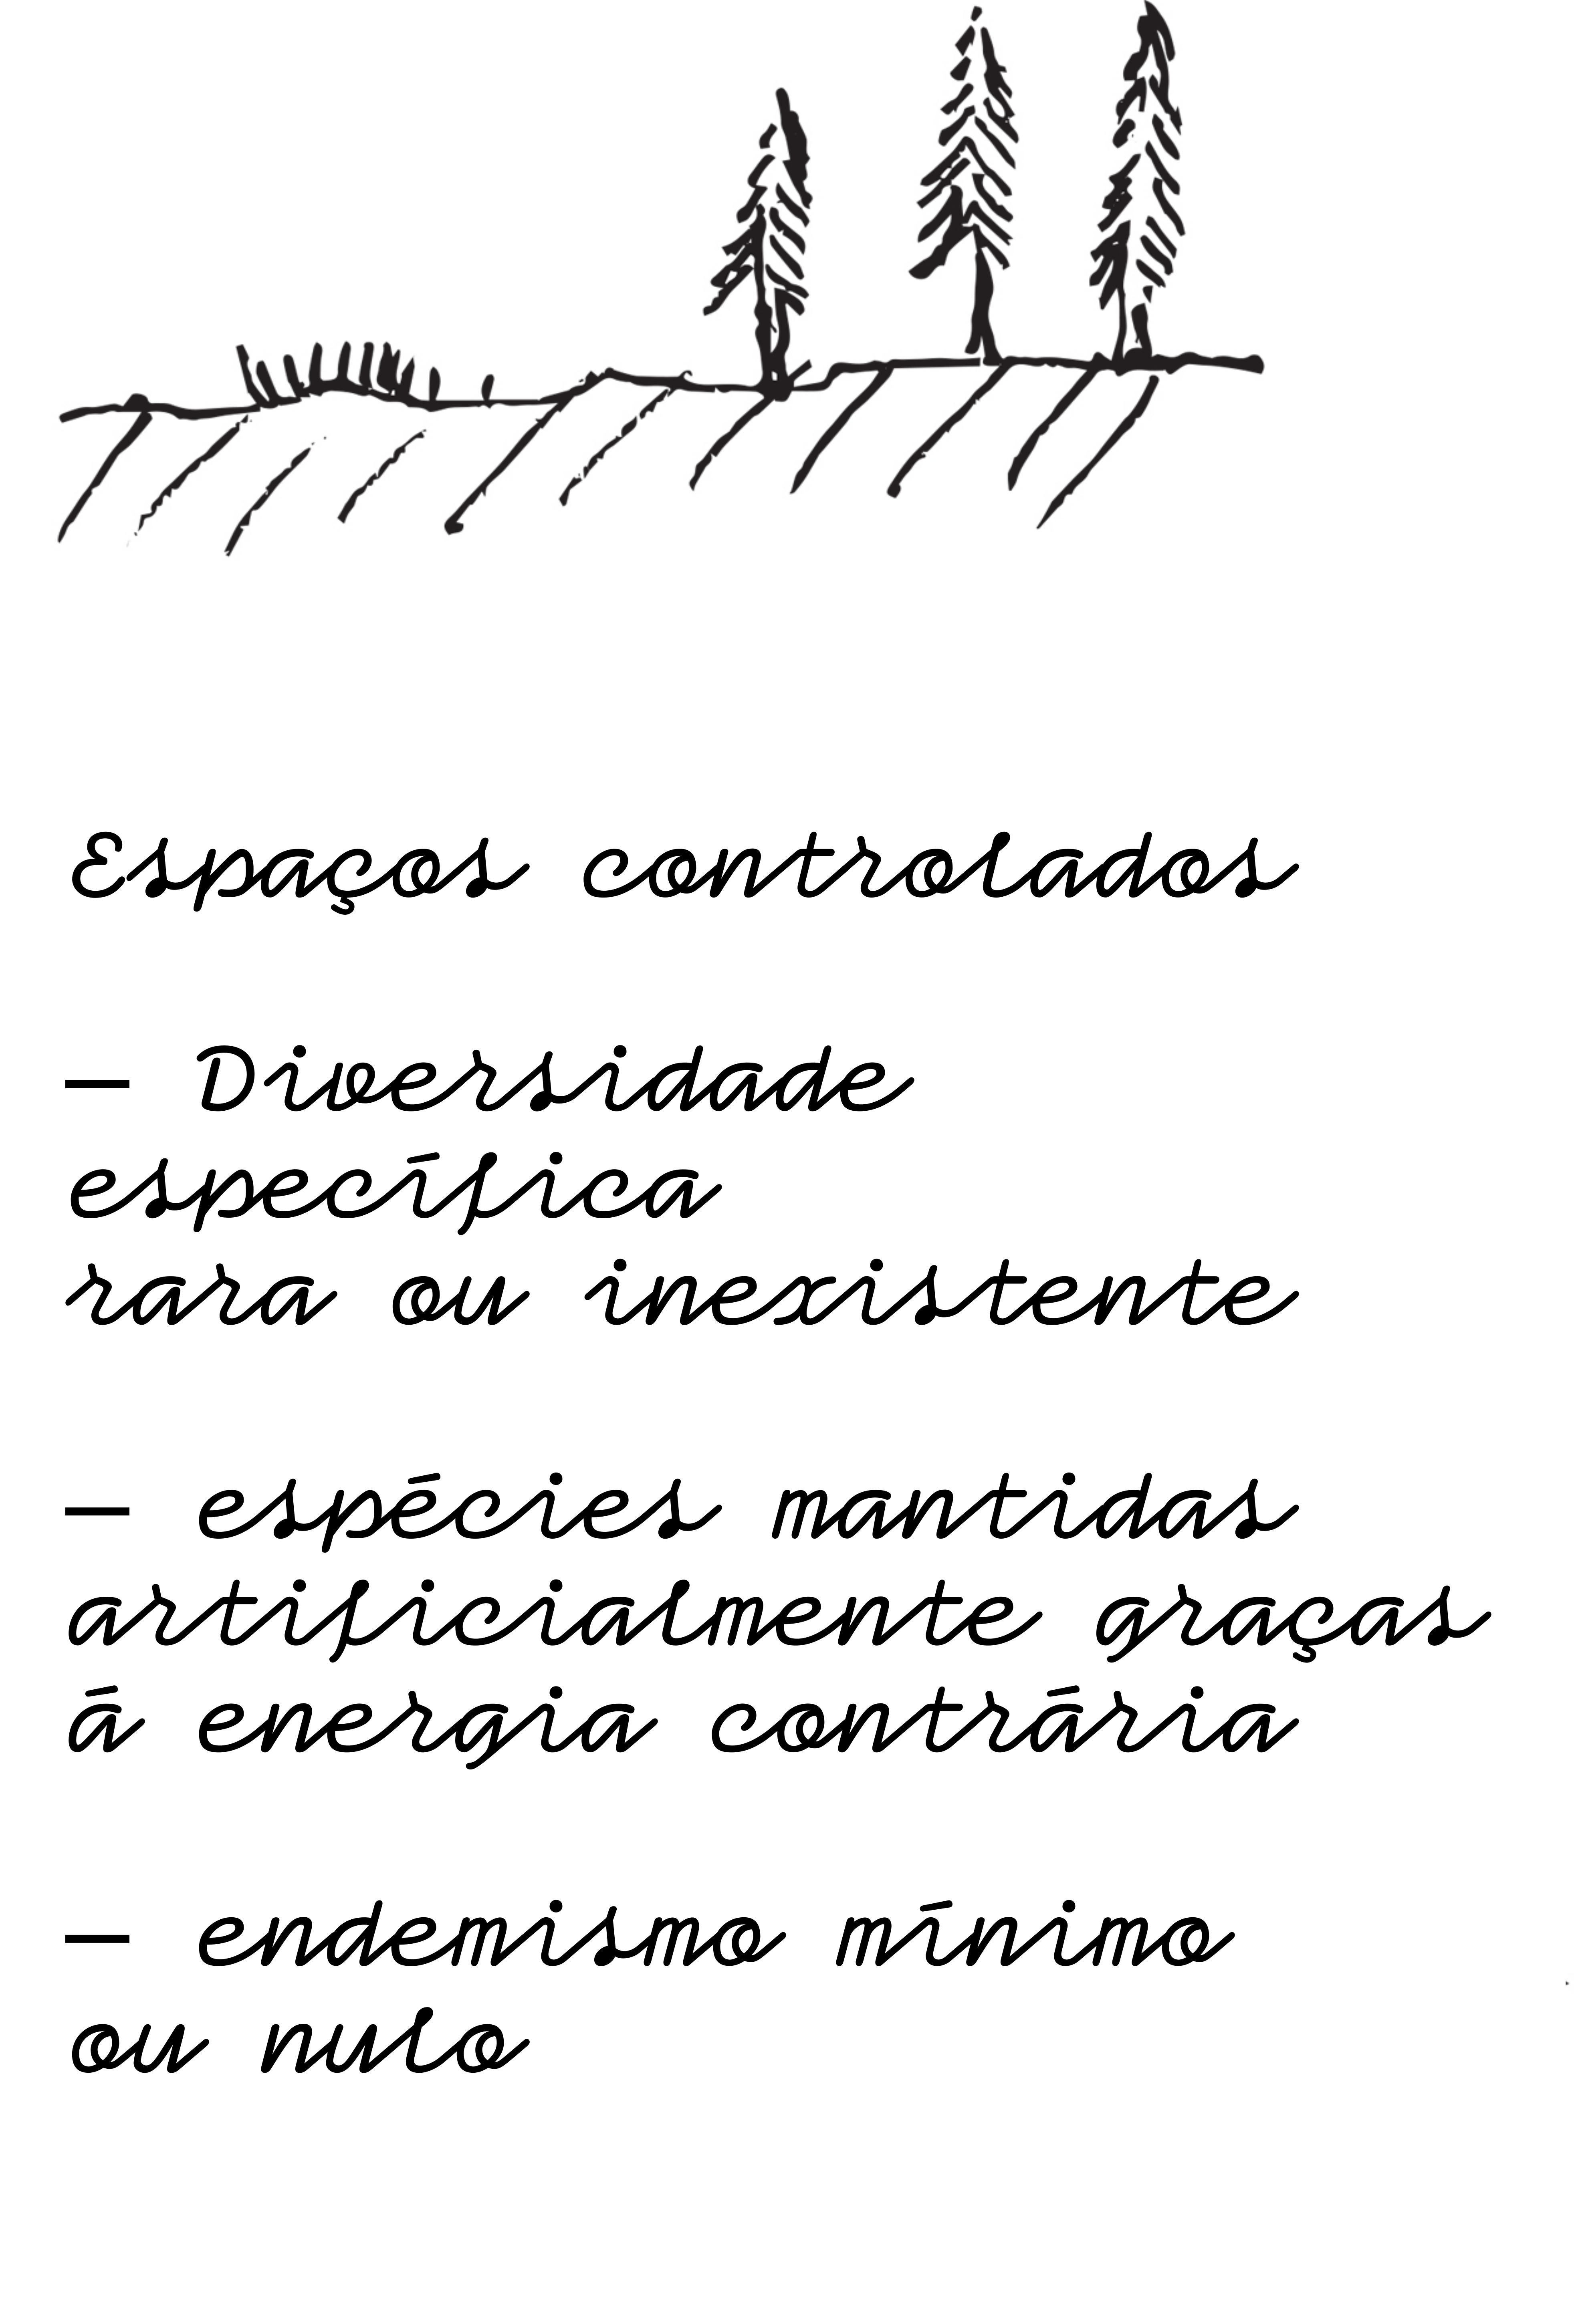 Espaços controlados
— Diversidade
específica
rara ou inexistente
— espécies mantidas
artificialmente graças
à energia contrária
— endemismo mínimo
ou nulo